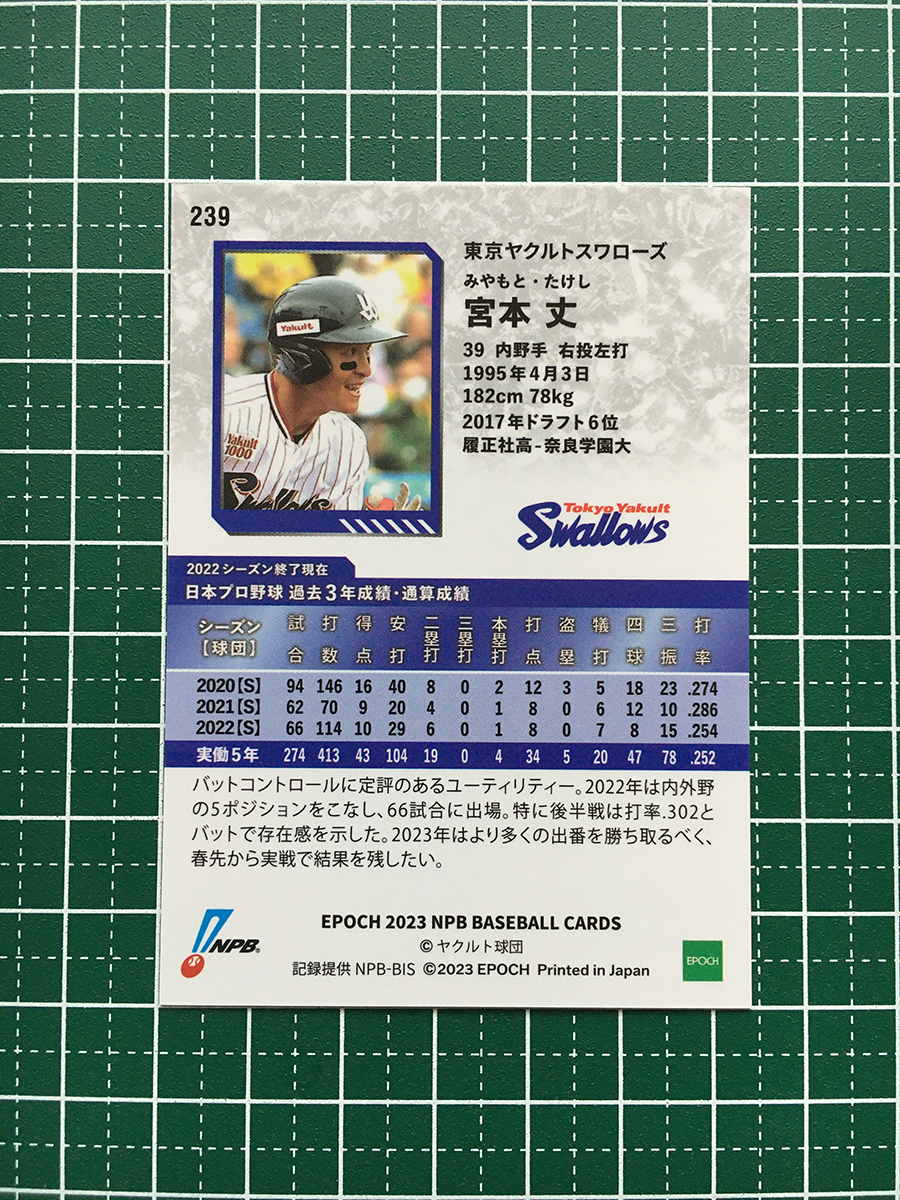 239
東京ヤクルトスワローズ
みやもと・たけし
宮本 丈
39 内野手 右投左打
1995年4月3日
182cm 78kg
2017年ドラフト6位
履正社高-奈良学園大
Yakult
Yakult
1000
Swallows
Tokyo Yakult
Swallows
2022シーズン終了現在
日本プロ野球 過去3年成績・通算成績
シーズン【球団】 試合 打数 得点 安打 二塁打 三塁打 本塁打 打点 盗塁 犠打 四球 三振 打率
2020【S】 94 146 16 40 8 0 2 12 3 5 18 23 .274
2021【S】 62 70 9 20 4 0 1 8 0 6 12 10 .286
2022【S】 66 114 10 29 6 0 1 8 0 7 8 15 .254
実働5年 274 413 43 104 19 0 4 34 5 20 47 78 .252
バットコントロールに定評のあるユーティリティー。2022年は内外野
の5ポジションをこなし、66試合に出場。特に後半戦は打率.302と
バットで存在感を示した。2023年はより多くの出番を勝ち取るべく、
春先から実戦で結果を残したい。
NPB®
EPOCH 2023 NPB BASEBALL CARDS
© ヤクルト球団
記録提供 NPB-BIS ©2023 EPOCH Printed in Japan
EPOCH